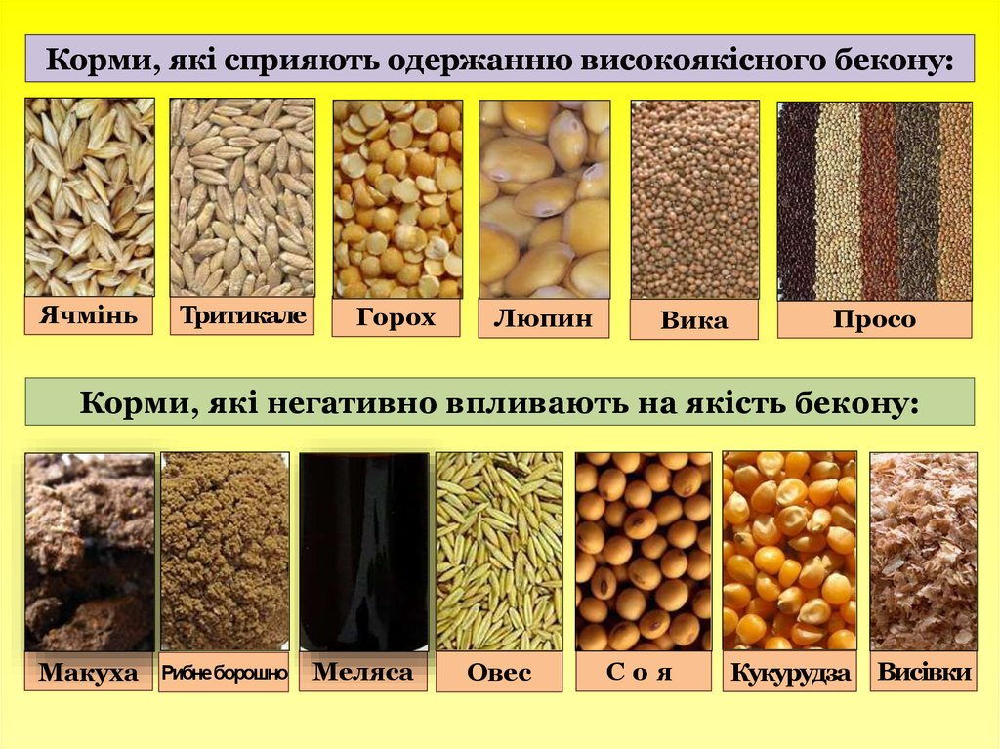 Корми, які сприяють одержанню високоякісного бекону:
Ячмінь Тритикале Горох Люпин Вика Просо
Корми, які негативно впливають на якість бекону:
Макуха Рибне борошно Меляса Овес С о я Кукурудза Висівки